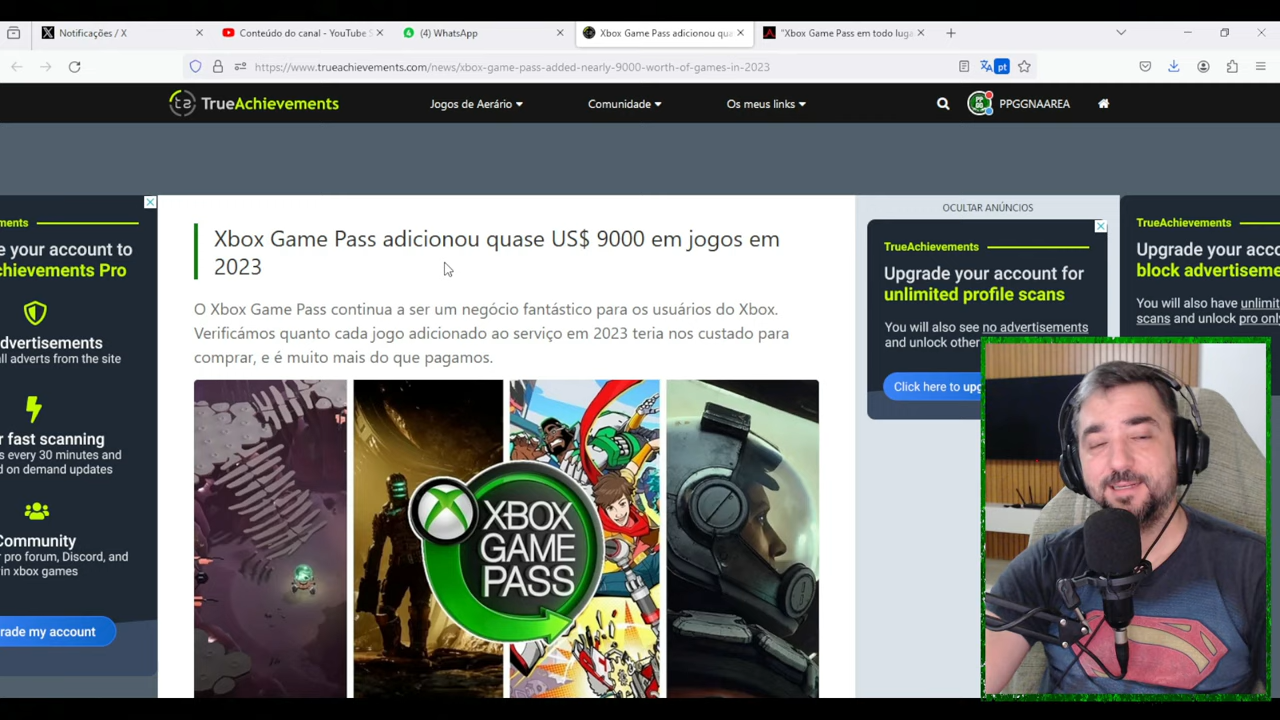 Notificações / X
Conteúdo do canal - YouTube S
(4) WhatsApp
Xbox Game Pass adicionou qua
"Xbox Game Pass em todo luga
https://www.trueachievements.com/news/xbox-game-pass-added-nearly-9000-worth-of-games-in-2023
pt
TrueAchievements
Jogos de Aerário
Comunidade
Os meus links
PPGGNAAREA
ments
e your account to
chievements Pro
dvertisements
all adverts from the site
r fast scanning
s every 30 minutes and
d on demand updates
Community
r pro forum, Discord, and
in xbox games
rade my account
Xbox Game Pass adicionou quase US$ 9000 em jogos em
2023
O Xbox Game Pass continua a ser um negócio fantástico para os usuários do Xbox.
Verificámos quanto cada jogo adicionado ao serviço em 2023 teria nos custado para
comprar, e é muito mais do que pagamos.
XBOX
GAME
PASS
OCULTAR ANÚNCIOS
TrueAchievements
Upgrade your account for
unlimited profile scans
You will also see no advertisements
and unlock other
Click here to upg
TrueAchievements
Upgrade your acco
block advertiseme
You will also have unlimit
scans and unlock pro only